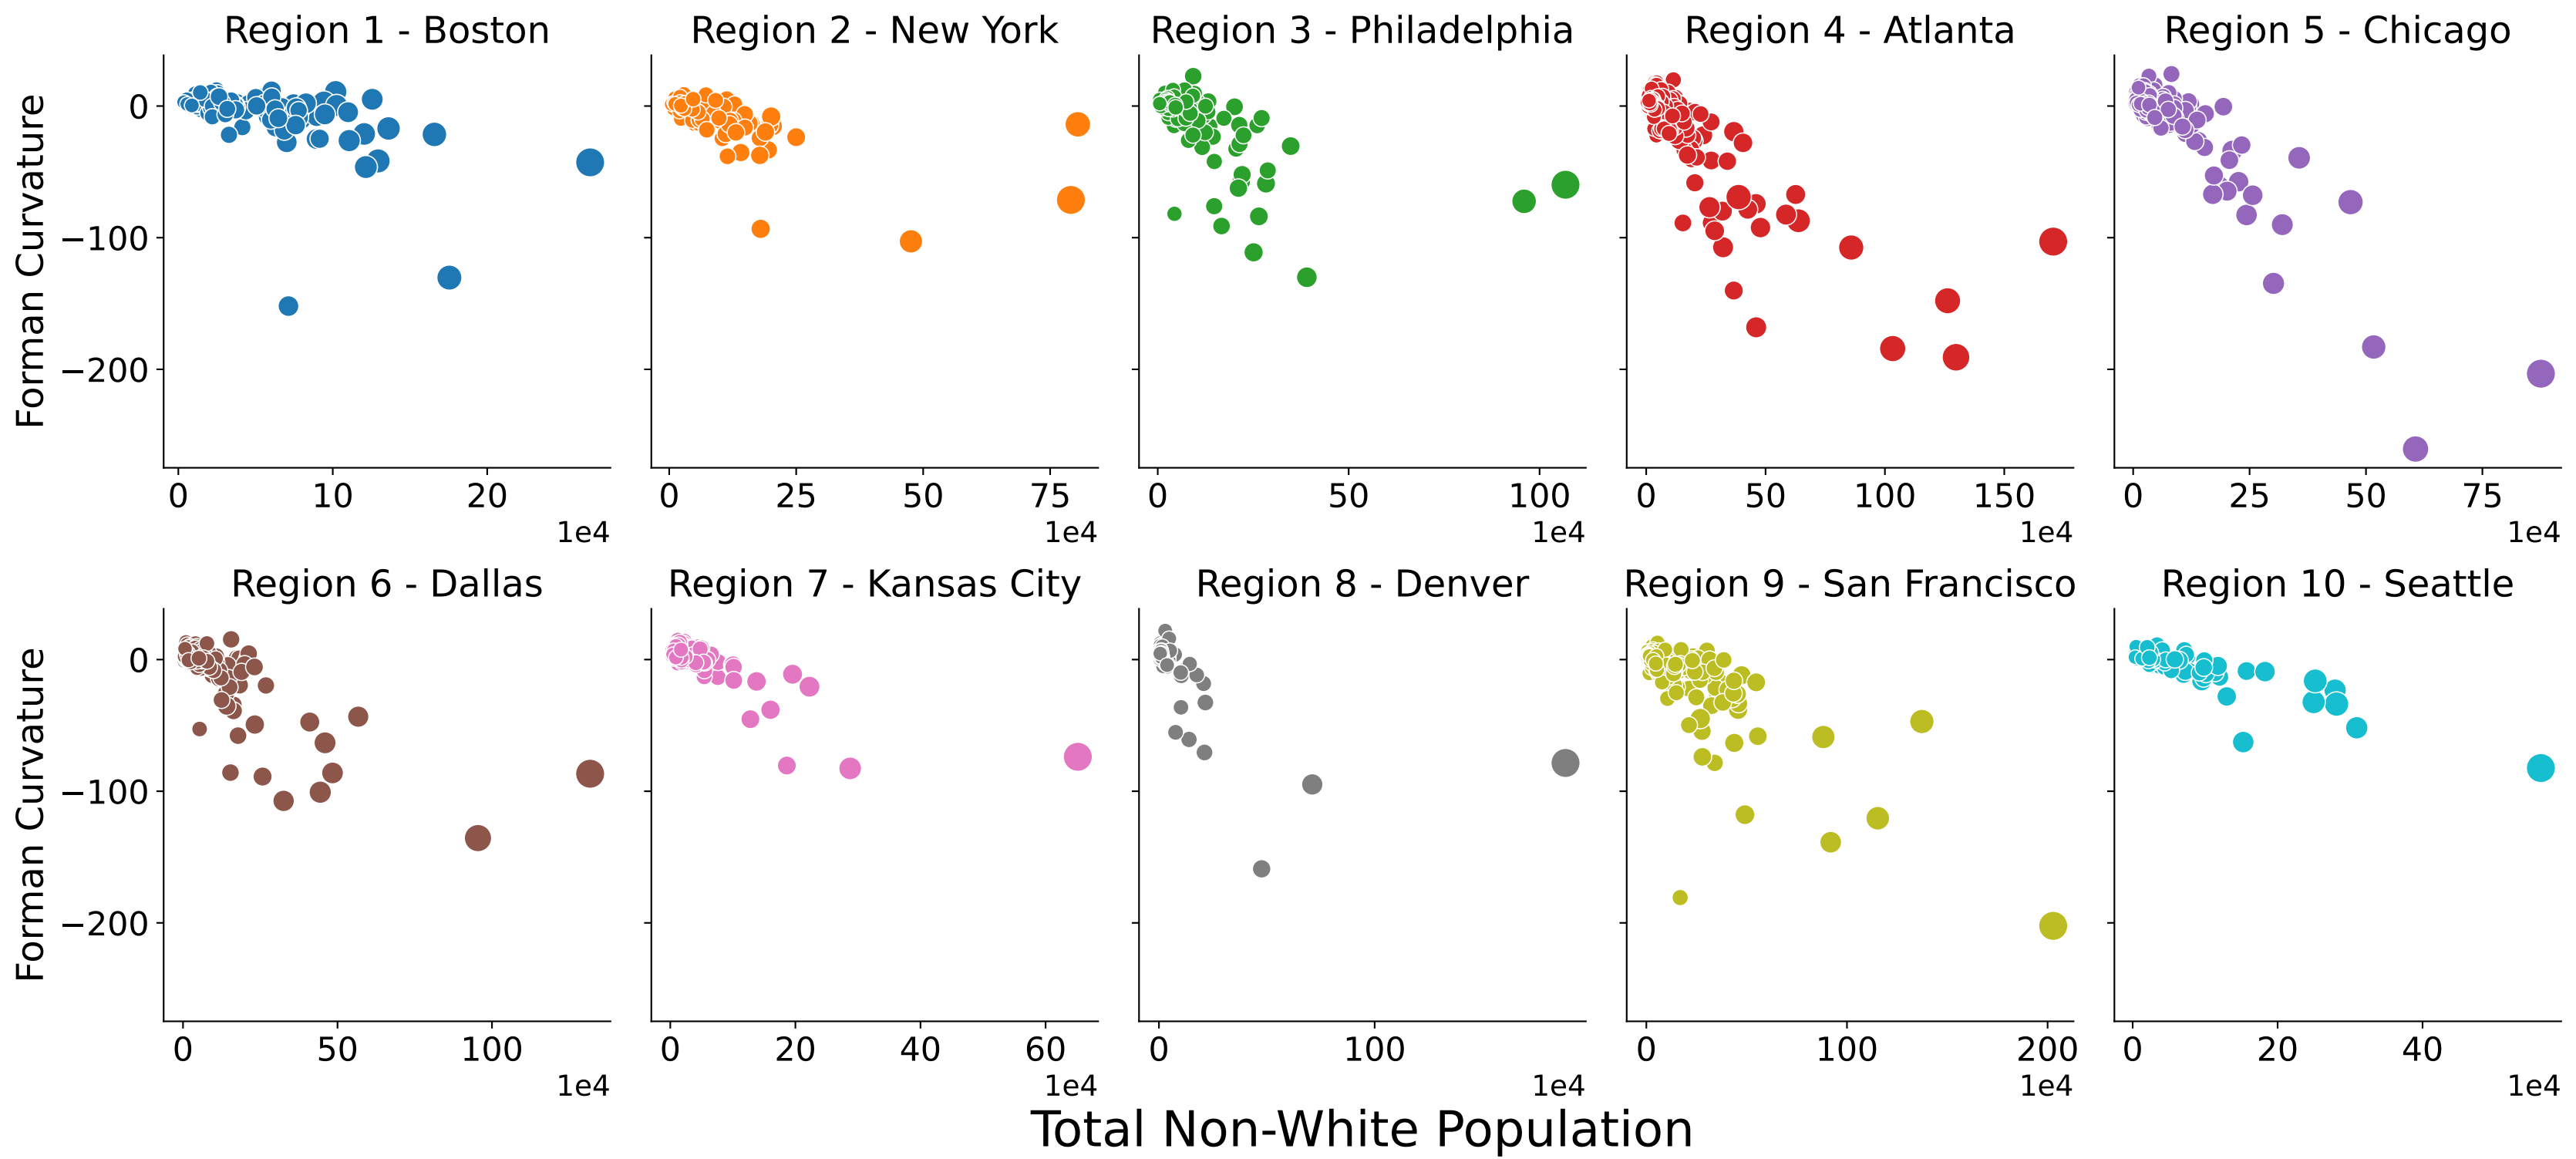 Region 1 - Boston
Region 2 - New York
Region 3 - Philadelphia
Region 4 - Atlanta
Region 5 - Chicago
Forman Curvature
0
−100
−200
0 10 20
1e4
0 25 50 75
1e4
0 50 100
1e4
0 50 100 150
1e4
0 25 50 75
1e4
Region 6 - Dallas
Region 7 - Kansas City
Region 8 - Denver
Region 9 - San Francisco
Region 10 - Seattle
Forman Curvature
0
−100
−200
0 50 100
1e4
0 20 40 60
1e4
0 100
1e4
0 100 200
1e4
0 20 40
1e4
Total Non-White Population